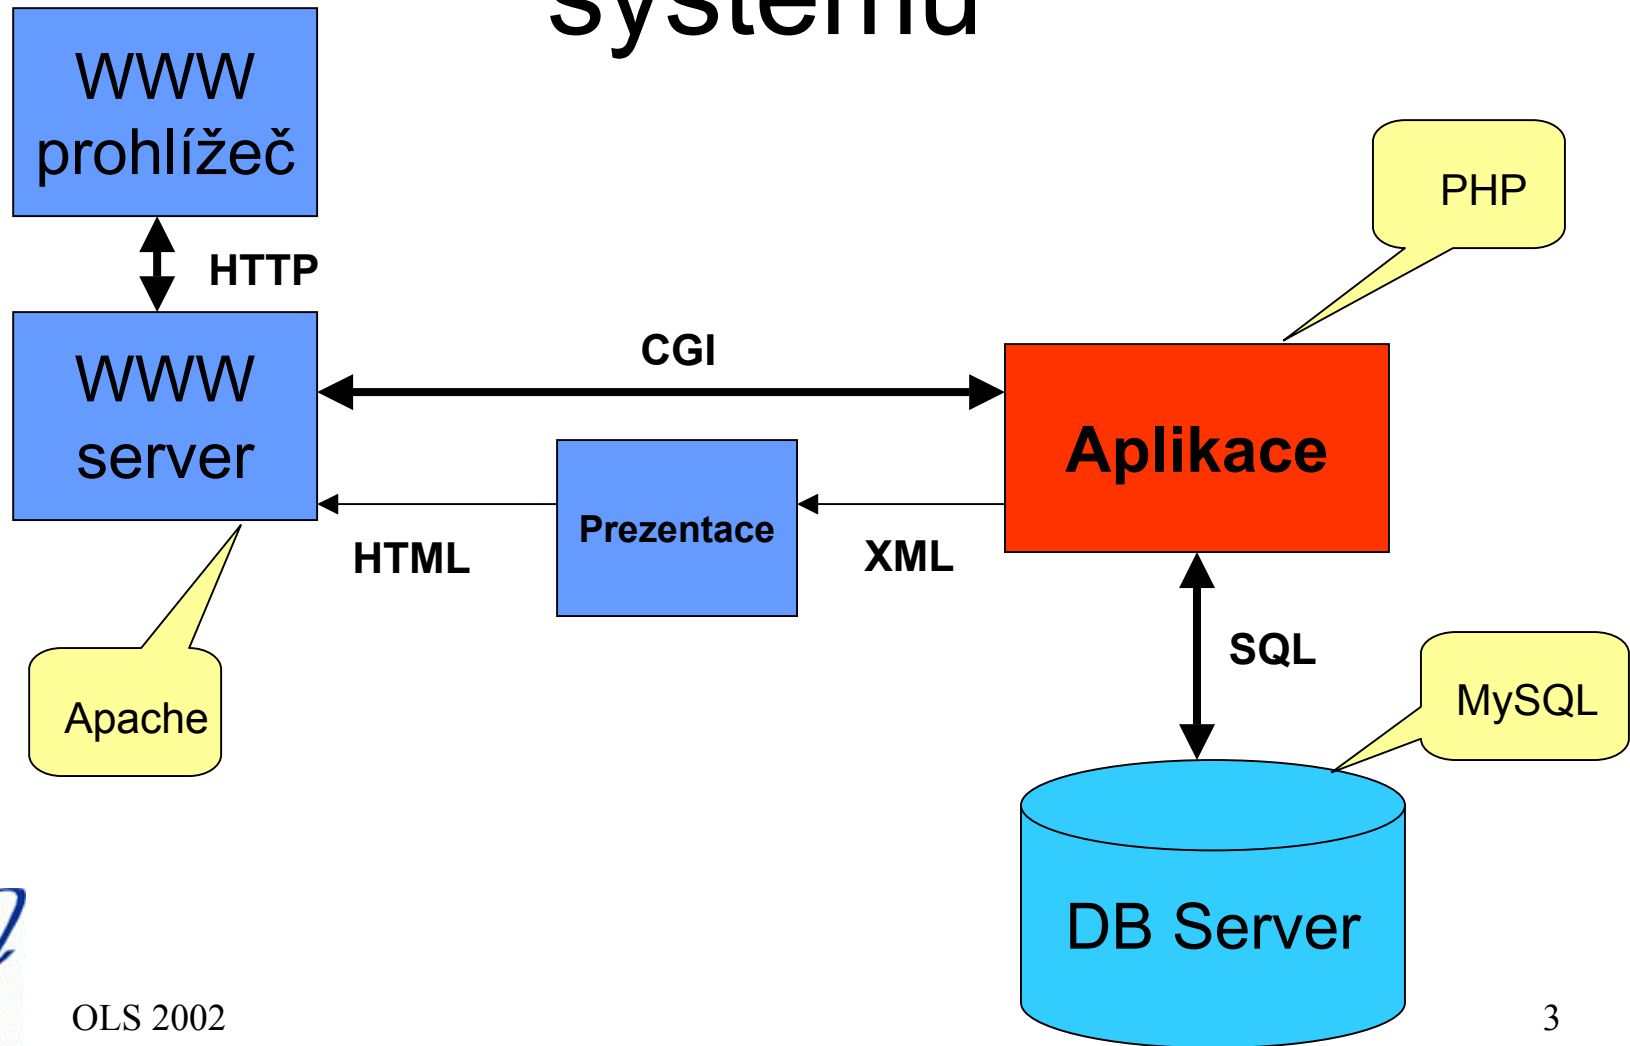 systému
WWW
prohlížeč
HTTP
WWW
server
CGI
PHP
Aplikace
Prezentace
HTML
XML
SQL
Apache
MySQL
DB Server
OLS 2002
3